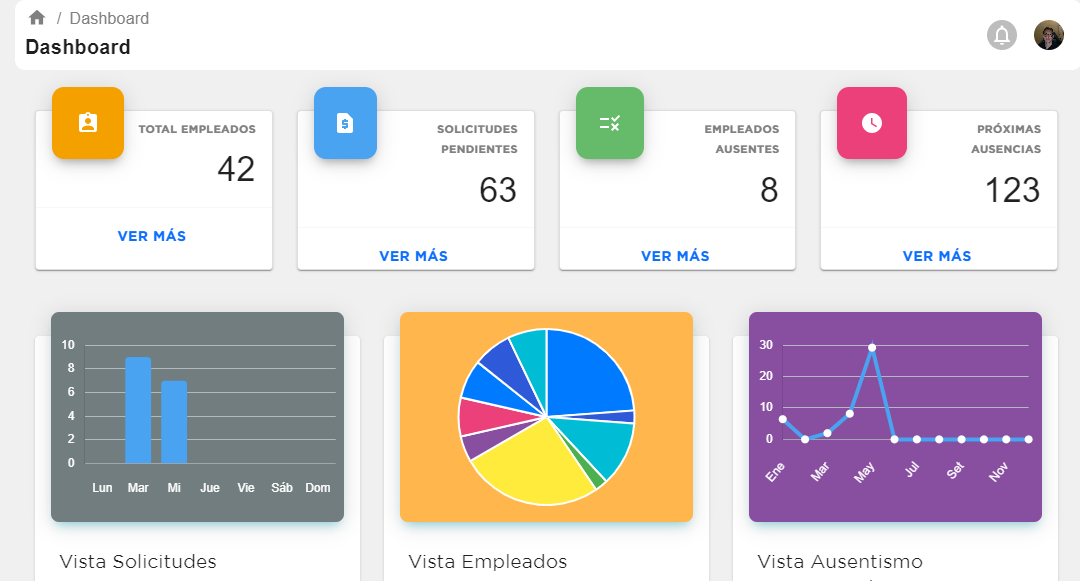 / Dashboard
Dashboard
TOTAL EMPLEADOS
42
VER MÁS
SOLICITUDES
PENDIENTES
63
VER MÁS
EMPLEADOS
AUSENTES
8
VER MÁS
PRÓXIMAS
AUSENCIAS
123
VER MÁS
10
8
6
4
2
0
Lun Mar Mi Jue Vie Sáb Dom
Vista Solicitudes
Vista Empleados
30
20
10
0
Ene Mar May Jul Set Nov
Vista Ausentismo